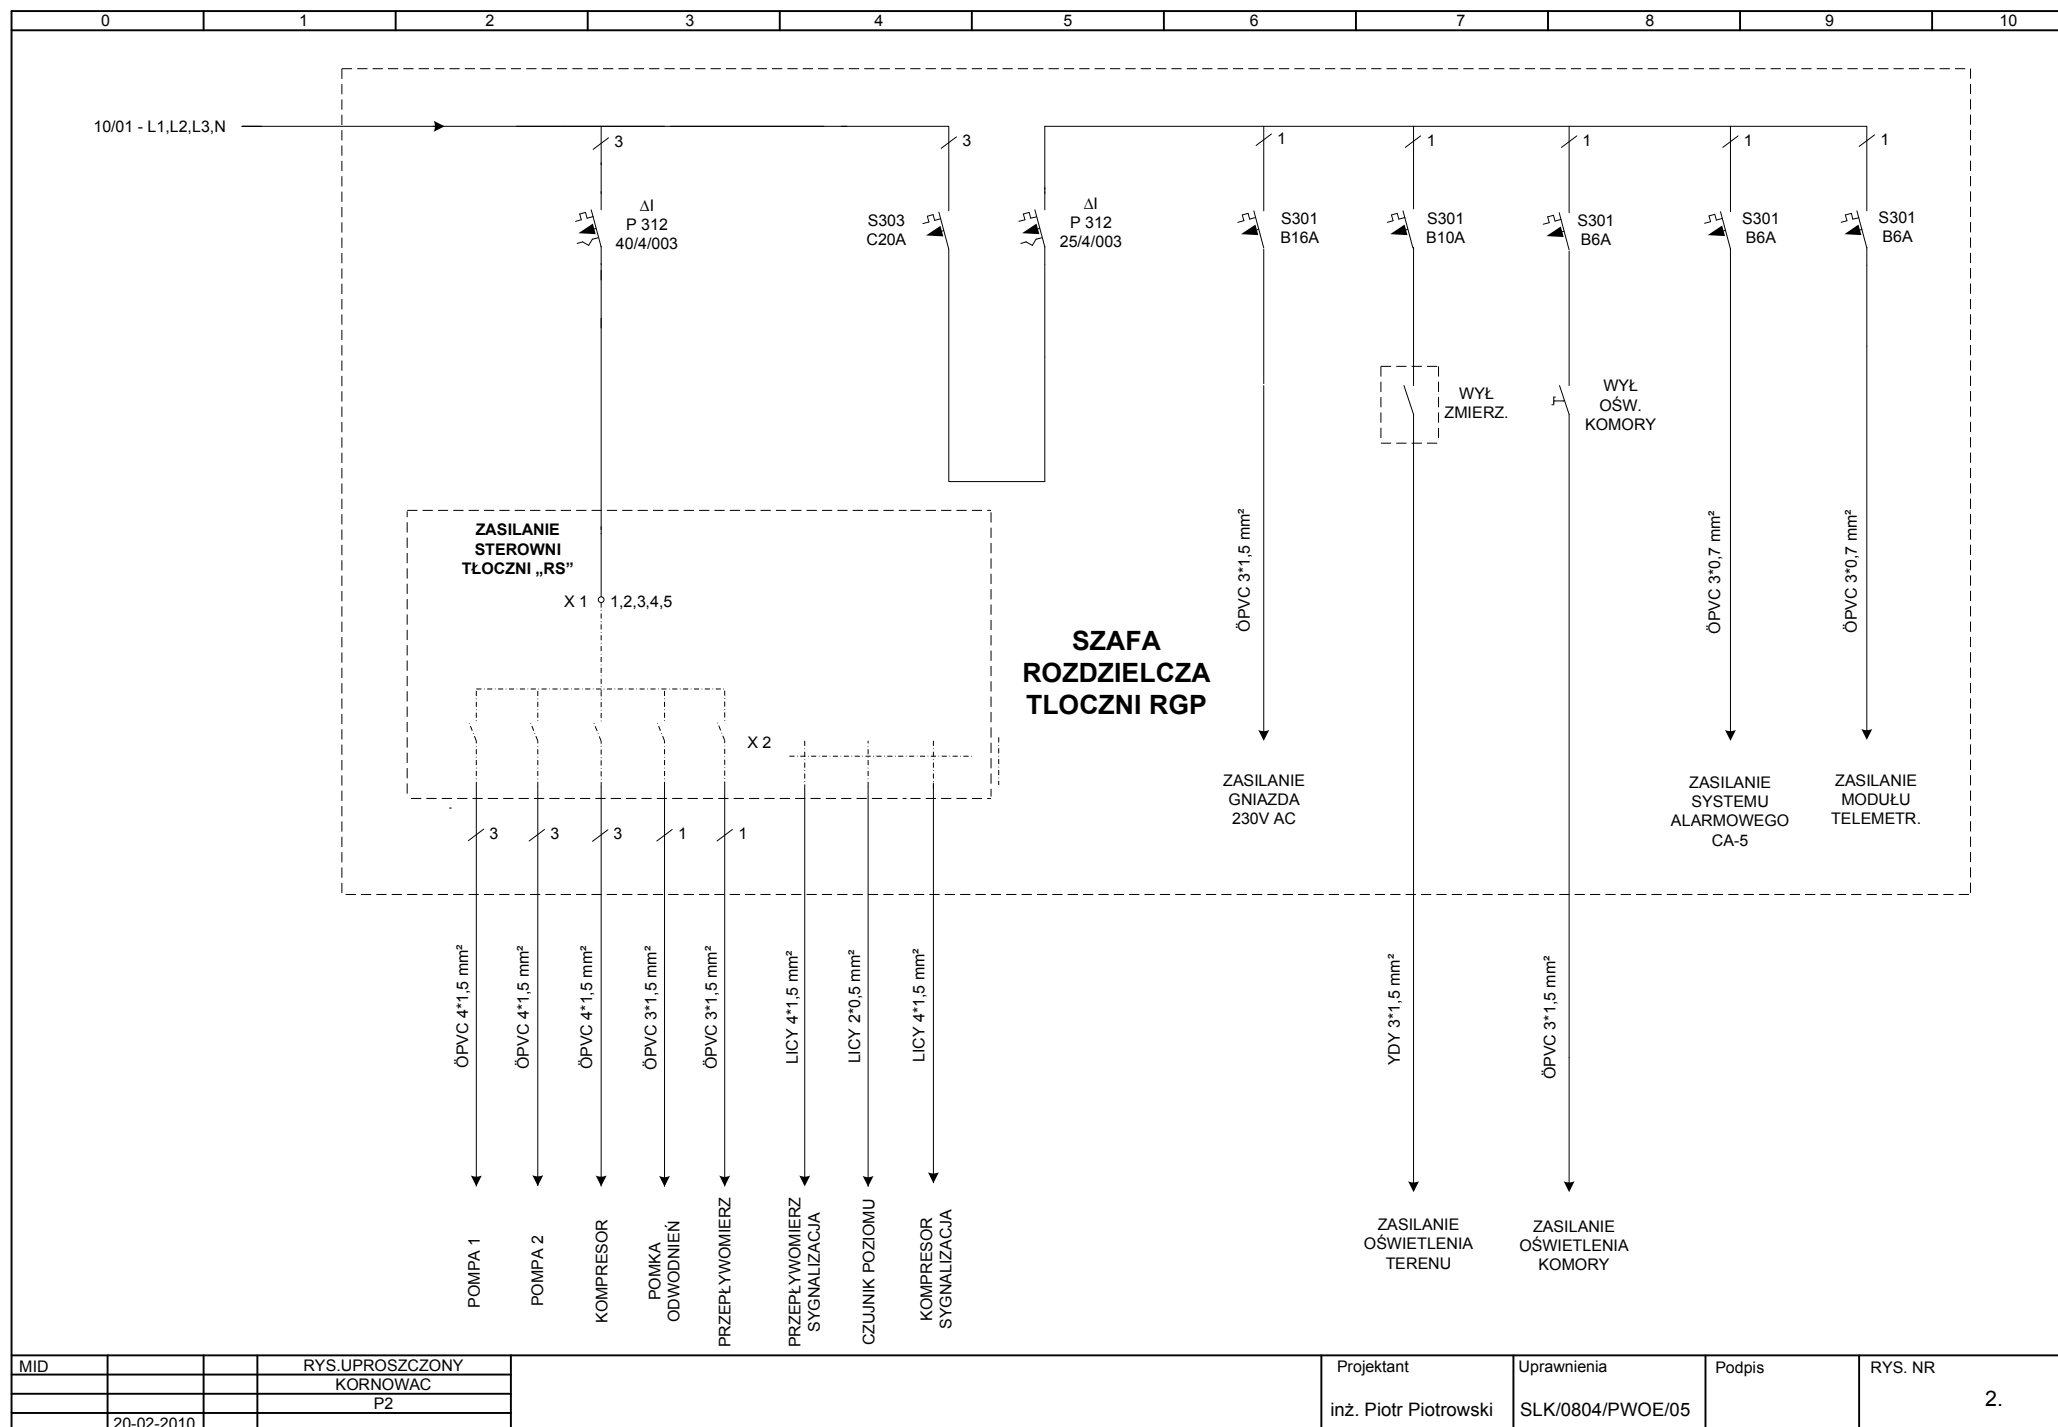 0 1 2 3 4 5 6 7 8 9 10
10/01 - L1,L2,L3,N
3
3
1
1
1
1
1
ΔI
P 312
40/4/003
S303
C20A
ΔI
P 312
25/4/003
S301
B16A
S301
B10A
S301
B6A
S301
B6A
S301
B6A
WYŁ
ZMIERZ.
WYŁ
OŚW.
KOMORY
ZASILANIE
STEROWNI
TŁOCZNI „RS”
X 1
1,2,3,4,5
X 2
SZAFA
ROZDZIELCZA
TLOCZNI RGP
ÖPVC 3*1,5 mm²
ÖPVC 3*0,7 mm²
ÖPVC 3*0,7 mm²
ZASILANIE
GNIAZDA
230V AC
ZASILANIE
SYSTEMU
ALARMOWEGO
CA-5
ZASILANIE
MODUŁU
TELEMETR.
3
3
3
1
1
ÖPVC 4*1,5 mm²
ÖPVC 4*1,5 mm²
ÖPVC 4*1,5 mm²
ÖPVC 3*1,5 mm²
ÖPVC 3*1,5 mm²
LICY 4*1,5 mm²
LICY 2*0,5 mm²
LICY 4*1,5 mm²
YDY 3*1,5 mm²
ÖPVC 3*1,5 mm²
POMPA 1
POMPA 2
KOMPRESOR
POMKA
ODWODNIEŃ
PRZEPŁYWOMIERZ
PRZEPŁYWOMIERZ
SYGNALIZACJA
CZUJNIK POZIOMU
KOMPRESOR
SYGNALIZACJA
ZASILANIE
OŚWIETLENIA
TERENU
ZASILANIE
OŚWIETLENIA
KOMORY
MID
RYS.UPROSZCZONY
KORNOWAC
P2
20-02-2010
Projektant
inż. Piotr Piotrowski
Uprawnienia
SLK/0804/PWOE/05
Podpis
RYS. NR
2.